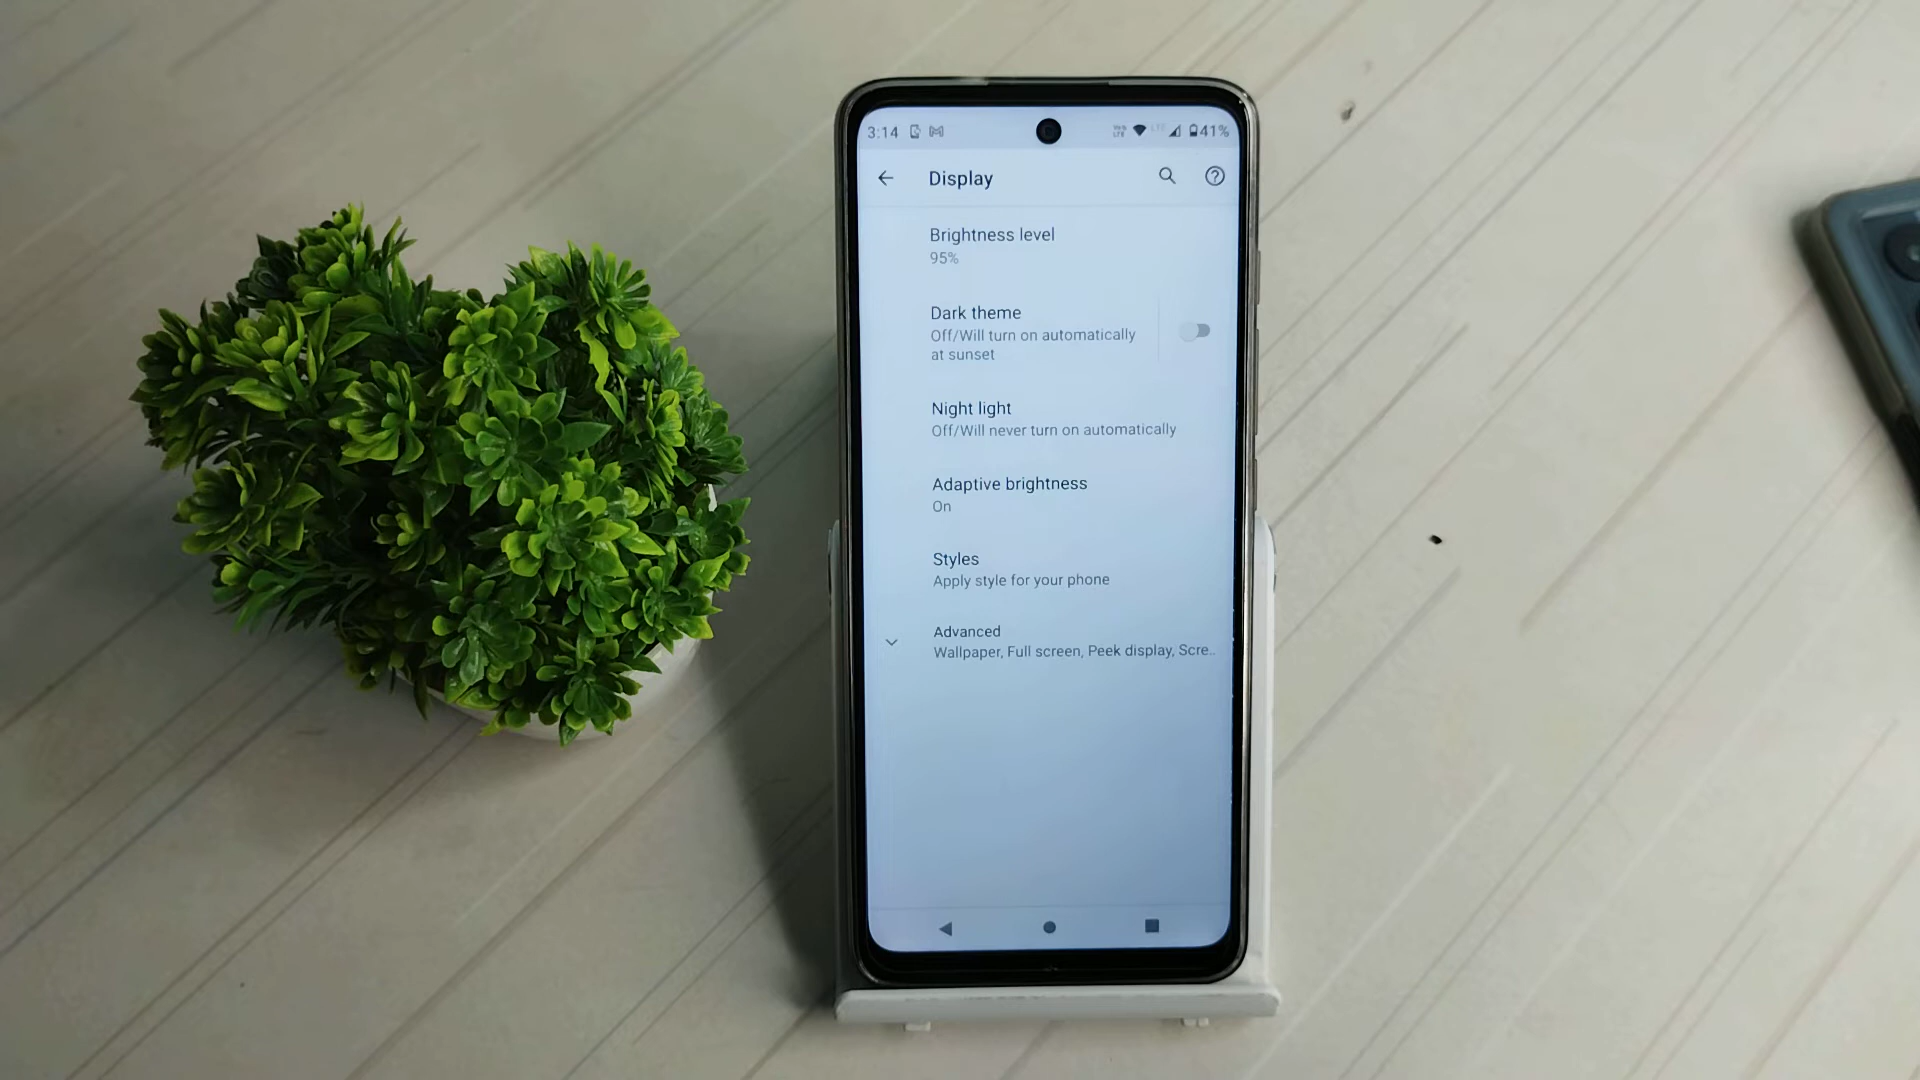 3:14 LTE 41%
Display
Brightness level
95%
Dark theme
Off/Will turn on automatically
at sunset
Night light
Off/Will never turn on automatically
Adaptive brightness
On
Styles
Apply style for your phone
Advanced
Wallpaper, Full screen, Peek display, Scre..